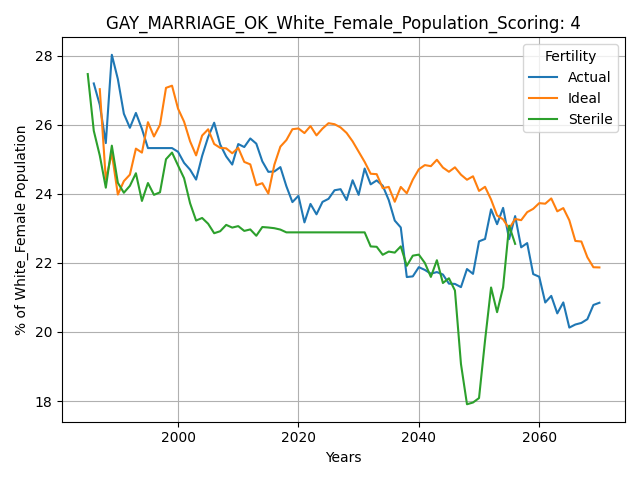 GAY_MARRIAGE_OK_White_Female_Population_Scoring: 4
Fertility
Actual
Ideal
Sterile
% of White_Female Population
28
26
24
22
20
18
2000
2020
2040
2060
Years